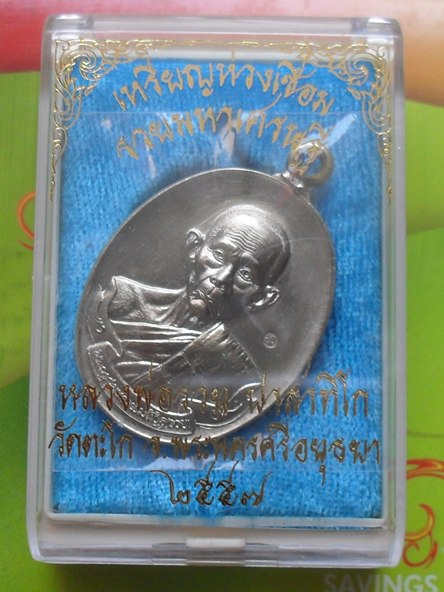 เหรียญห่วงเชื่อม
รวยมหาเศรษฐี
หลวงพ่อรวย ปาสาทิโก
วัดตะโก จ.พระนครศรีอยุธยา
๒๕๕๗
SAVINGS